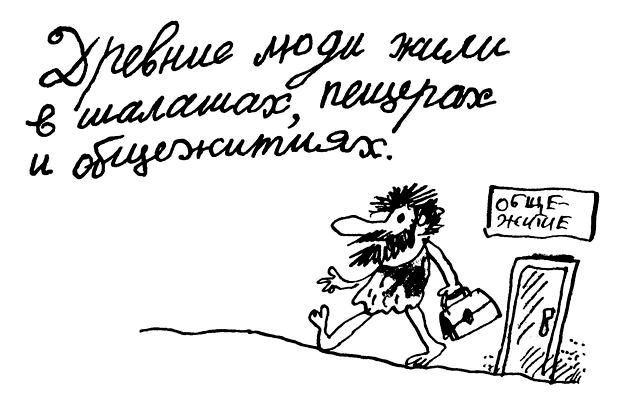 Древние люди жили
в шалашах, пещерах
и общежитиях.
ОБЩЕ-
ЖИТИЕ